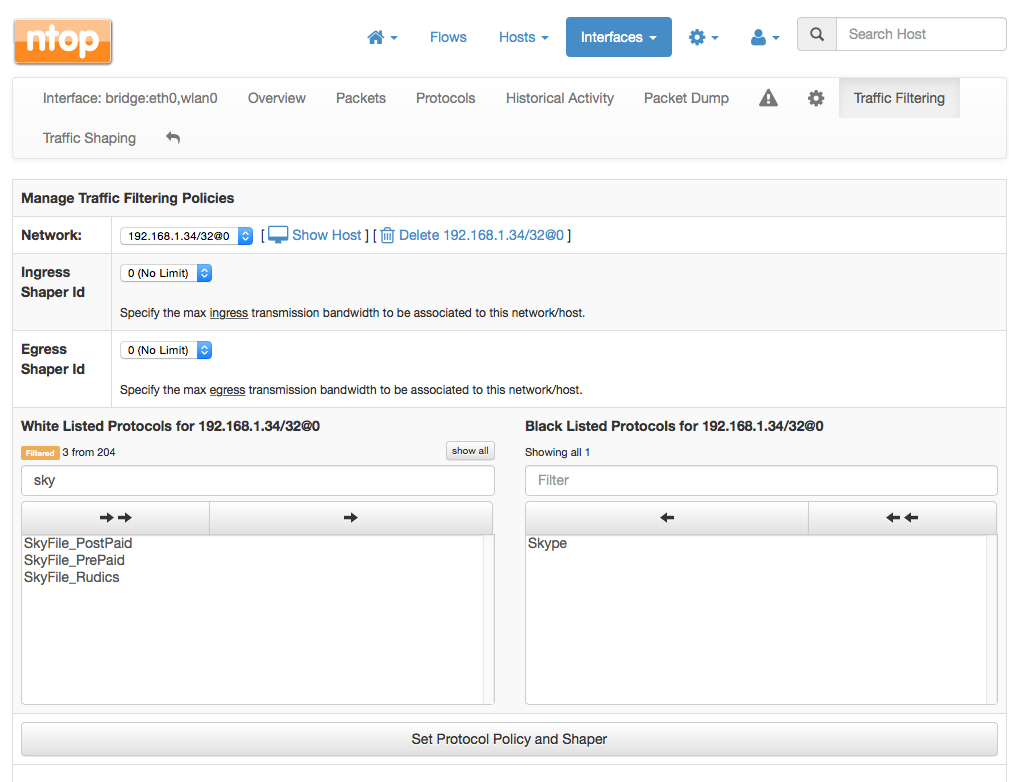 ntop
Flows
Hosts
Interfaces
Search Host
Interface: bridge:eth0,wlan0
Overview
Packets
Protocols
Historical Activity
Packet Dump
Traffic Filtering
Traffic Shaping
Manage Traffic Filtering Policies
Network:
192.168.1.34/32@0
[ Show Host ] [ Delete 192.168.1.34/32@0 ]
Ingress
Shaper Id
0 (No Limit)
Specify the max ingress transmission bandwidth to be associated to this network/host.
Egress
Shaper Id
0 (No Limit)
Specify the max egress transmission bandwidth to be associated to this network/host.
White Listed Protocols for 192.168.1.34/32@0
Filtered 3 from 204
show all
sky
SkyFile_PostPaid
SkyFile_PrePaid
SkyFile_Rudics
Black Listed Protocols for 192.168.1.34/32@0
Showing all 1
Filter
Skype
Set Protocol Policy and Shaper